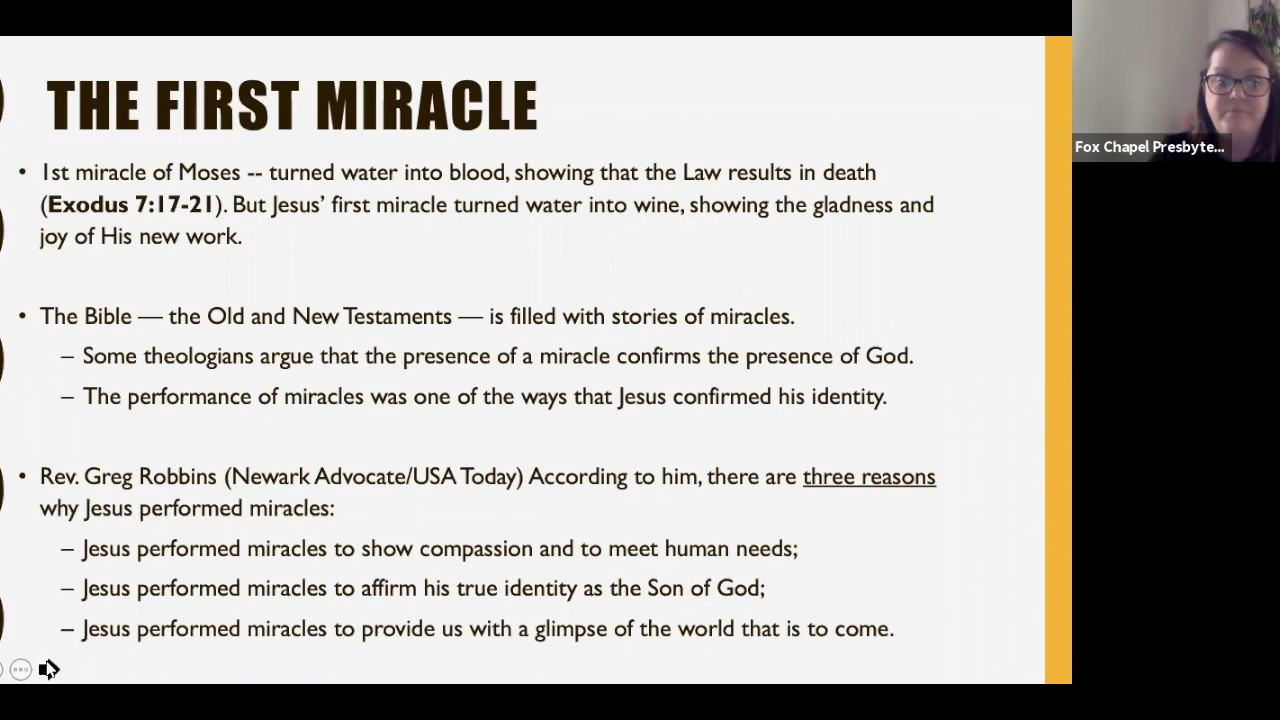 THE FIRST MIRACLE
• 1st miracle of Moses -- turned water into blood, showing that the Law results in death
(Exodus 7:17-21). But Jesus' first miracle turned water into wine, showing the gladness and
joy of His new work.
• The Bible — the Old and New Testaments — is filled with stories of miracles.
– Some theologians argue that the presence of a miracle confirms the presence of God.
– The performance of miracles was one of the ways that Jesus confirmed his identity.
• Rev. Greg Robbins (Newark Advocate/USA Today) According to him, there are three reasons
why Jesus performed miracles:
– Jesus performed miracles to show compassion and to meet human needs;
– Jesus performed miracles to affirm his true identity as the Son of God;
– Jesus performed miracles to provide us with a glimpse of the world that is to come.
Fox Chapel Presbyte...